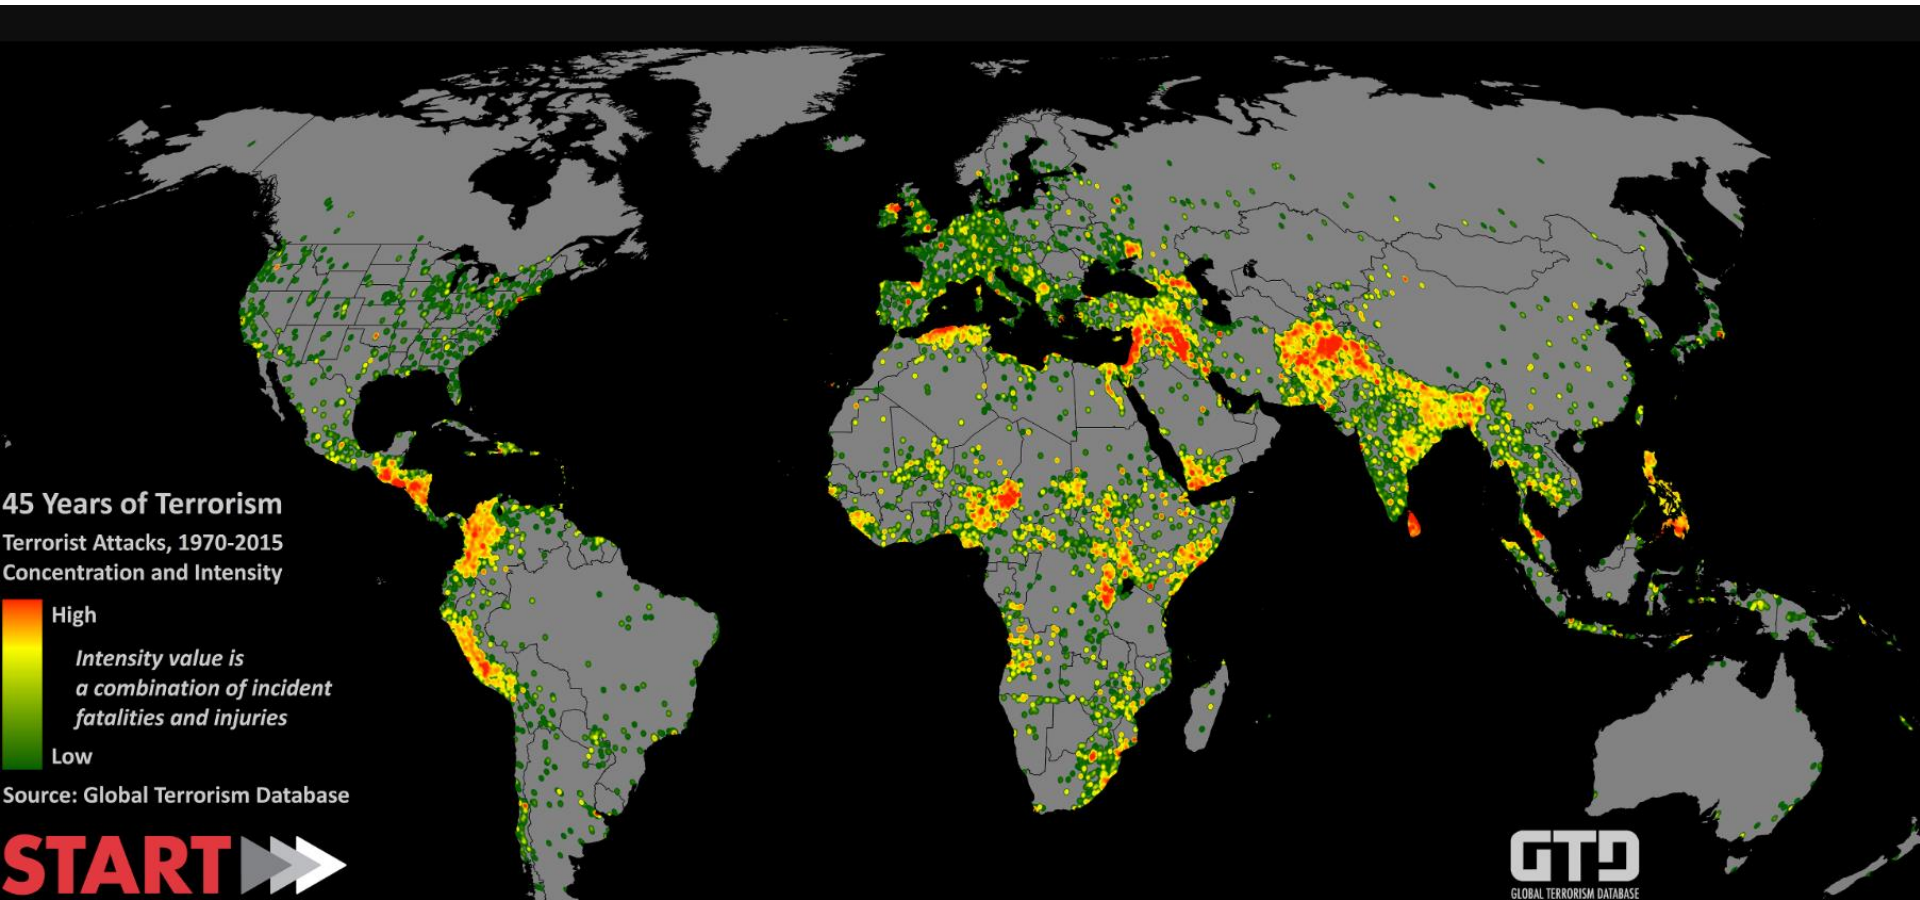 45 Years of Terrorism
Terrorist Attacks, 1970-2015
Concentration and Intensity
High
Intensity value is
a combination of incident
fatalities and injuries
Low
Source: Global Terrorism Database
START
GTD
GLOBAL TERRORISM DATABASE